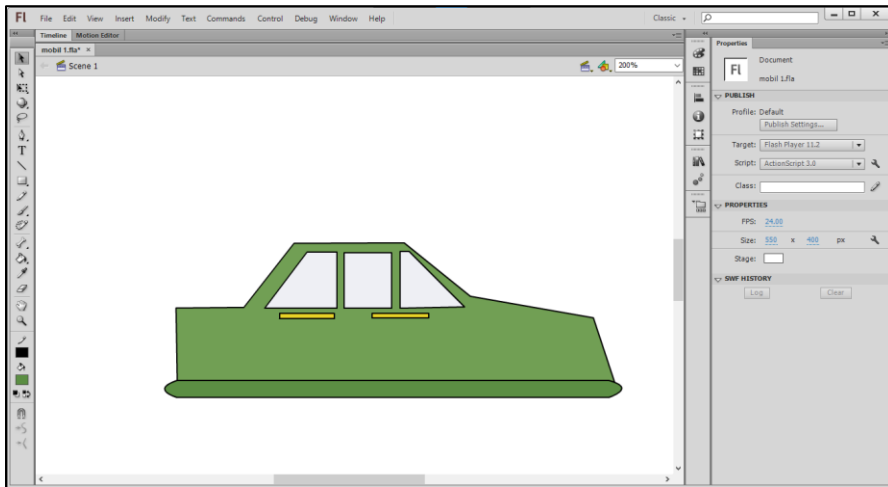 Fl File Edit View Insert Modify Text Commands Control Debug Window Help Classic
Timeline Motion Editor
mobil 1.fla* ×
Scene 1 200%
Properties
Fl Document
mobil 1.fla
PUBLISH
Profile: Default
Publish Settings...
Target: Flash Player 11.2
Script: ActionScript 3.0
Class:
PROPERTIES
FPS: 24.00
Size: 550 x 400 px
Stage:
SWF HISTORY
Log Clear